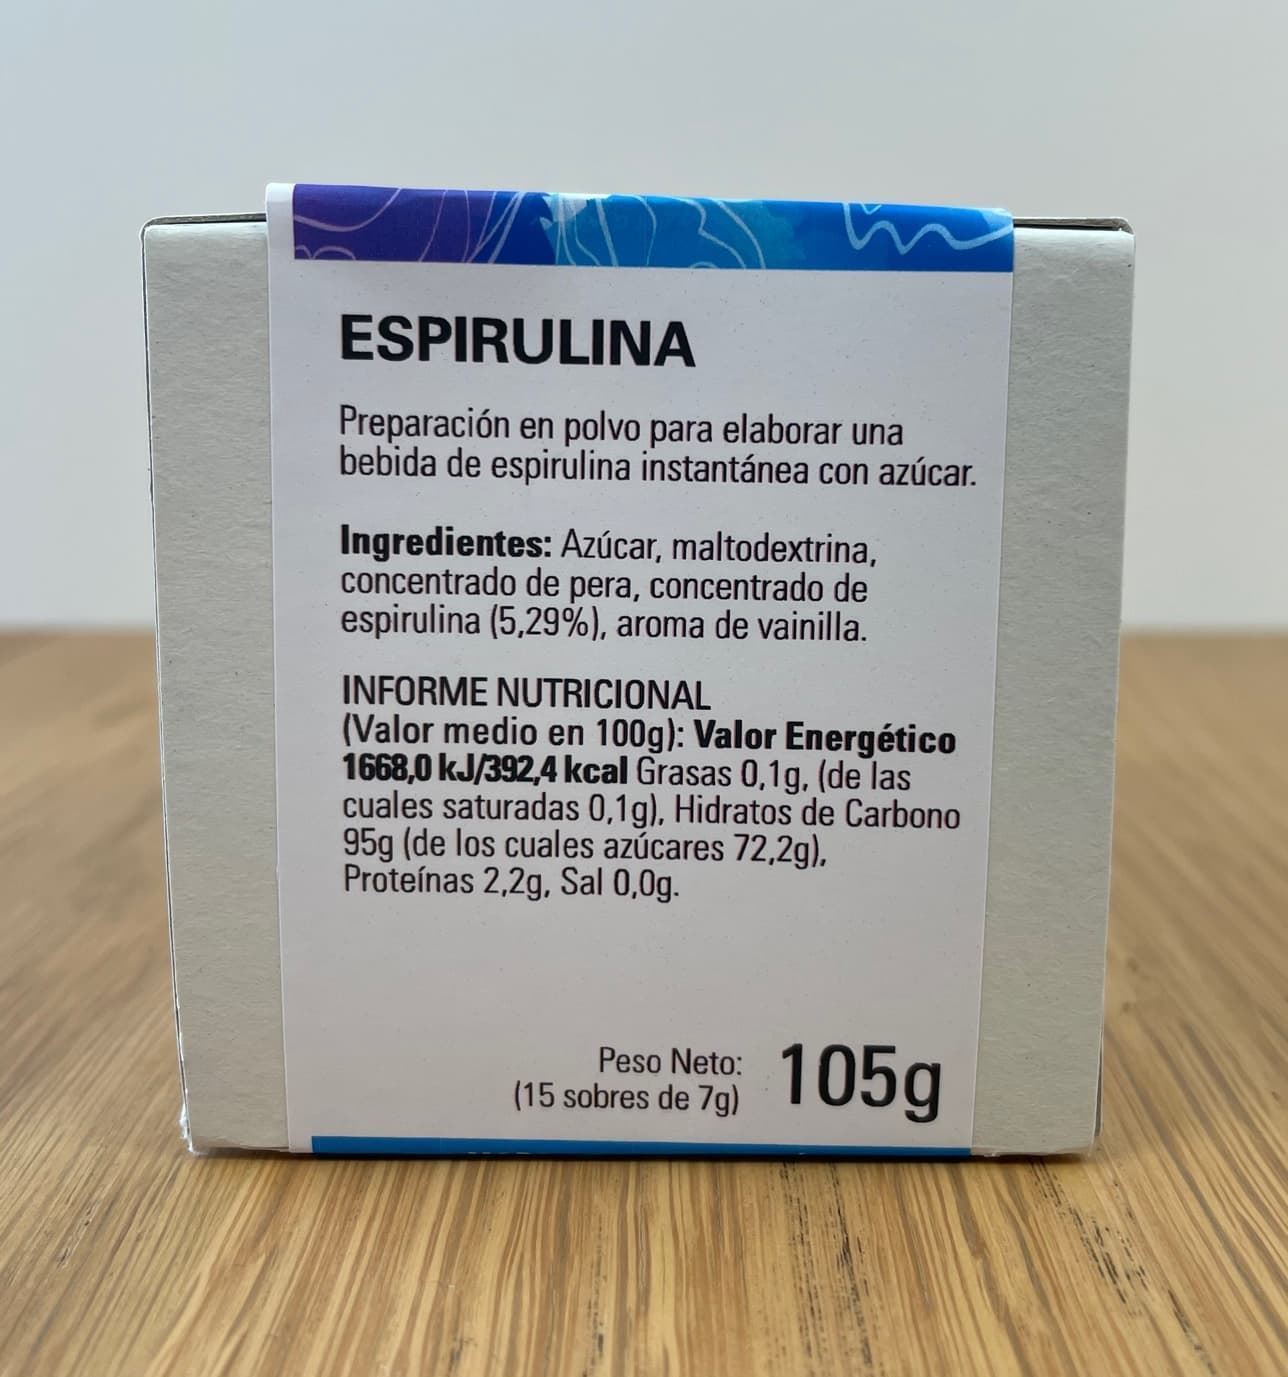 ESPIRULINA
Preparación en polvo para elaborar una
bebida de espirulina instantánea con azúcar.
Ingredientes: Azúcar, maltodextrina,
concentrado de pera, concentrado de
espirulina (5,29%), aroma de vainilla.
INFORME NUTRICIONAL
(Valor medio en 100g): Valor Energético
1668,0 kJ/392,4 kcal Grasas 0,1g, (de las
cuales saturadas 0,1g), Hidratos de Carbono
95g (de los cuales azúcares 72,2g),
Proteínas 2,2g, Sal 0,0g.
Peso Neto: 105g
(15 sobres de 7g)